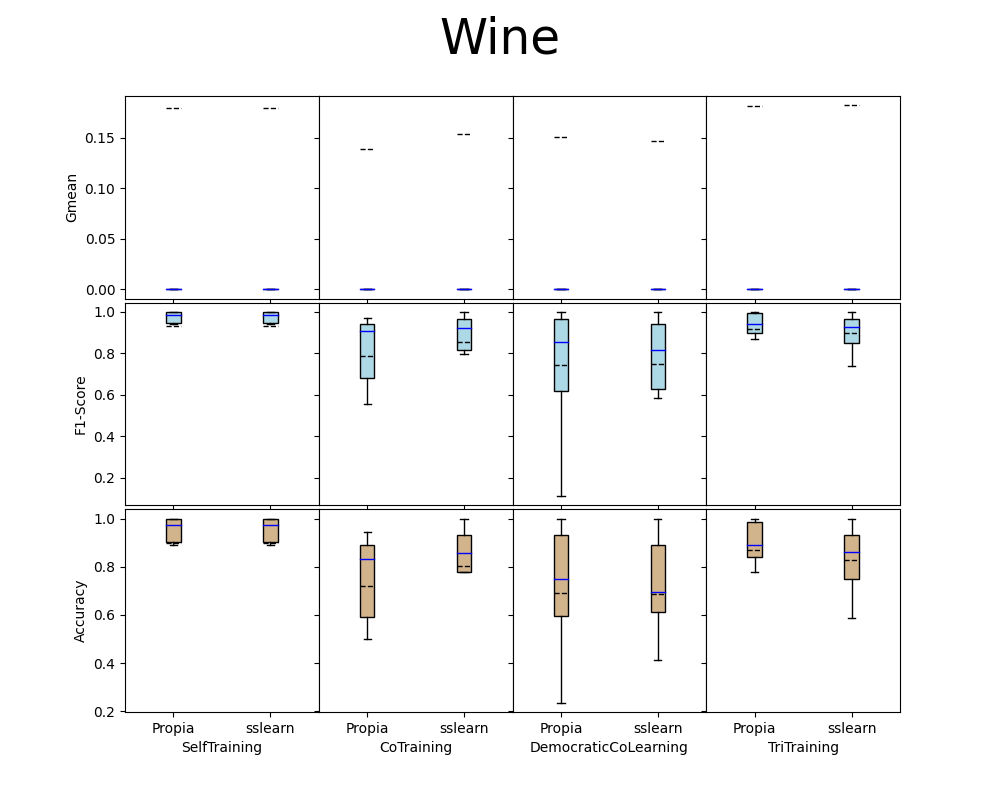 Wine
Gmean
0.15
0.10
0.05
0.00
F1-Score
1.0
0.8
0.6
0.4
0.2
Accuracy
1.0
0.8
0.6
0.4
0.2
Propia sslearn Propia sslearn Propia sslearn Propia sslearn
SelfTraining CoTraining DemocraticCoLearning TriTraining